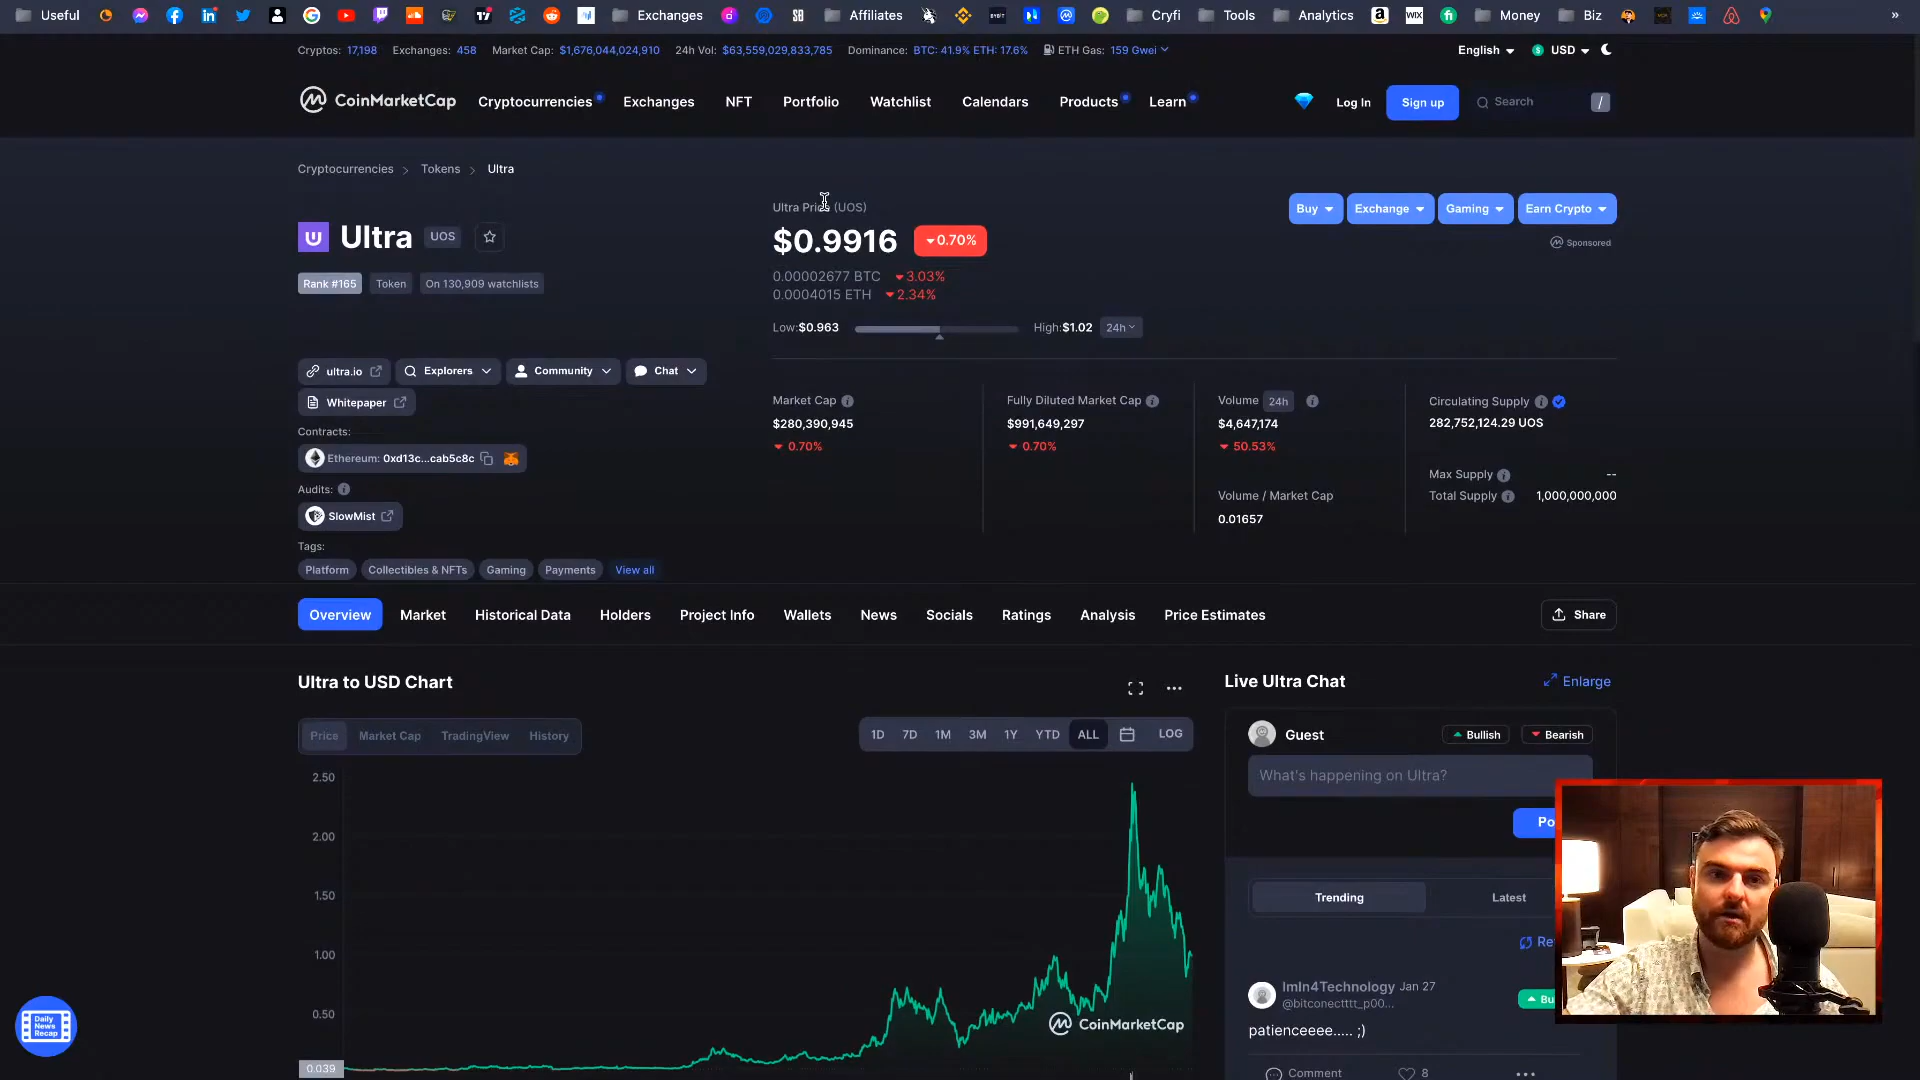 Useful
Exchanges
Affiliates
Cryfi
Tools
Analytics
Money
Biz
»
Cryptos: 17,198 Exchanges: 458 Market Cap: $1,676,044,024,910 24h Vol: $63,559,029,833,785 Dominance: BTC: 41.9% ETH: 17.6% ETH Gas: 159 Gwei
English USD
CoinMarketCap Cryptocurrencies Exchanges NFT Portfolio Watchlist Calendars Products Learn
Log In Sign up Search /
Cryptocurrencies > Tokens > Ultra
Ultra UOS
Rank #165 Token On 130,909 watchlists
ultra.io Explorers Community Chat
Whitepaper
Contracts:
Ethereum: 0xd13c...cab5c8c
Audits:
SlowMist
Tags:
Platform Collectibles & NFTs Gaming Payments View all
Ultra Price (UOS)
$0.9916 0.70%
0.00002677 BTC 3.03%
0.0004015 ETH 2.34%
Low:$0.963 High:$1.02 24h
Buy Exchange Gaming Earn Crypto
Sponsored
Market Cap
$280,390,945
0.70%
Fully Diluted Market Cap
$991,649,297
0.70%
Volume 24h
$4,647,174
50.53%
Volume / Market Cap
0.01657
Circulating Supply
282,752,124.29 UOS
Max Supply --
Total Supply 1,000,000,000
Overview Market Historical Data Holders Project Info Wallets News Socials Ratings Analysis Price Estimates Share
Ultra to USD Chart
Price Market Cap TradingView History
1D 7D 1M 3M 1Y YTD ALL LOG
2.50
2.00
1.50
1.00
0.50
0.039
CoinMarketCap
Daily
News
Recap
Live Ultra Chat Enlarge
Guest Bullish Bearish
What's happening on Ultra?
Po
Trending Latest
Re
ImIn4Technology Jan 27
@bitconectttt_p00...
Bu
patienceeee..... ;)
Comment 8